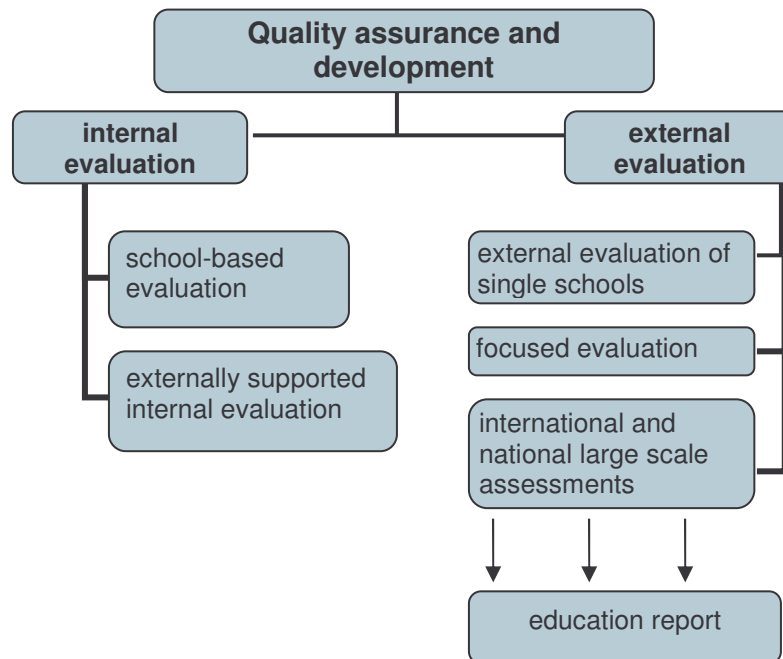 Quality assurance and
development
internal
evaluation
external
evaluation
school-based
evaluation
externally supported
internal evaluation
external evaluation of
single schools
focused evaluation
international and
national large scale
assessments
education report